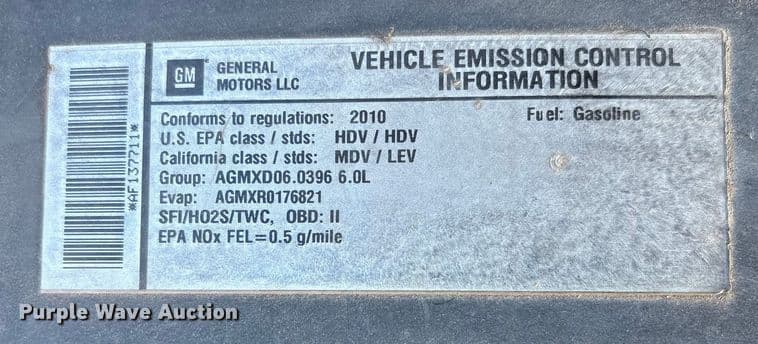 *AF137711*
GM
GENERAL
MOTORS LLC
VEHICLE EMISSION CONTROL
INFORMATION
Conforms to regulations: 2010
Fuel: Gasoline
U.S. EPA class / stds: HDV / HDV
California class / stds: MDV / LEV
Group: AGMXD06.0396 6.0L
Evap: AGMXR0176821
SFI/HO2S/TWC, OBD: II
EPA NOx FEL=0.5 g/mile
Purple Wave Auction